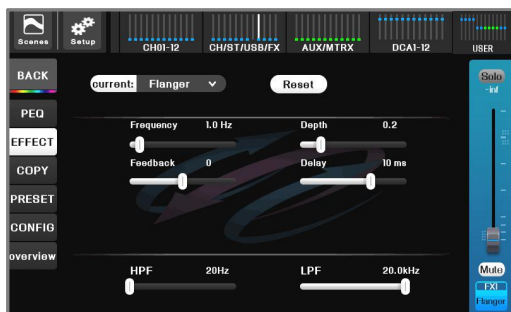 Scenes
Setup
CH01-12
CH/ST/USB/FX
AUX/MTRX
DCA1-12
USER
BACK
current: Flanger
Reset
Solo
-inf
PEQ
Frequency 1.0 Hz
Depth 0.2
EFFECT
Feedback 0
Delay 10 ms
COPY
PRESET
CONFIG
overview
HPF 20Hz
LPF 20.0kHz
Mute
FX1
Flanger